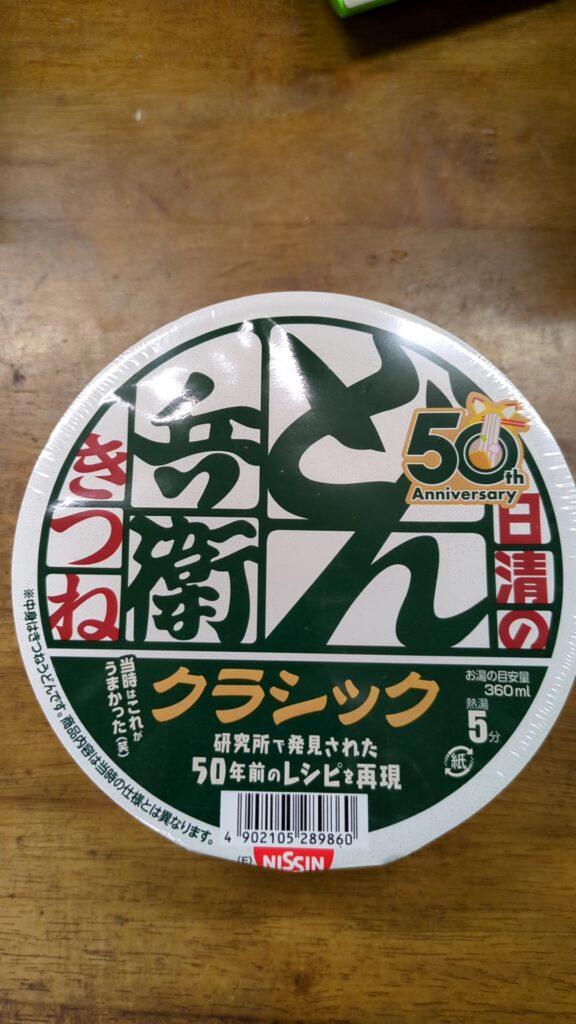 日清の
どん
兵衛
きつね
50th
Anniversary
お湯の目安量
360ml
熱湯
5分
紙
クラシック
当時はこれが
うまかった(笑)
研究所で発見された
50年前のレシピを再現
※中身はきつねうどんです。商品内容は当時の仕様とは異なります。
4 902105 289860
(E)
NISSIN